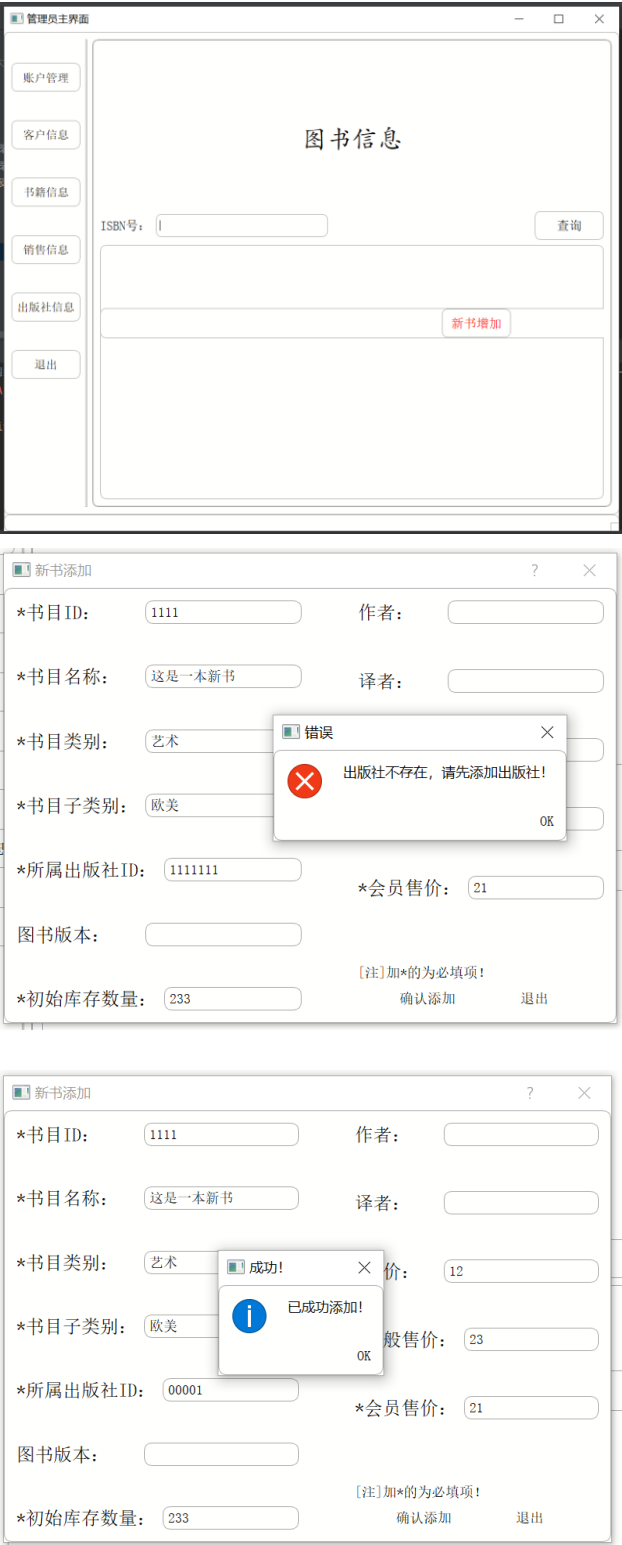 管理员主界面
账户管理
客户信息
书籍信息
销售信息
出版社信息
退出
图书信息
ISBN号:
查询
新书增加
新书添加
?
*书目ID: 1111 作者:
*书目名称: 这是一本新书 译者:
*书目类别: 艺术
*书目子类别: 欧美
错误
出版社不存在，请先添加出版社!
OK
*所属出版社ID: 1111111 *会员售价: 21
图书版本:
[注]加*的为必填项!
*初始库存数量: 233 确认添加 退出
新书添加
?
*书目ID: 1111 作者:
*书目名称: 这是一本新书 译者:
*书目类别: 艺术 价: 12
*书目子类别: 欧美 般售价: 23
成功!
已成功添加!
OK
*所属出版社ID: 00001 *会员售价: 21
图书版本:
[注]加*的为必填项!
*初始库存数量: 233 确认添加 退出